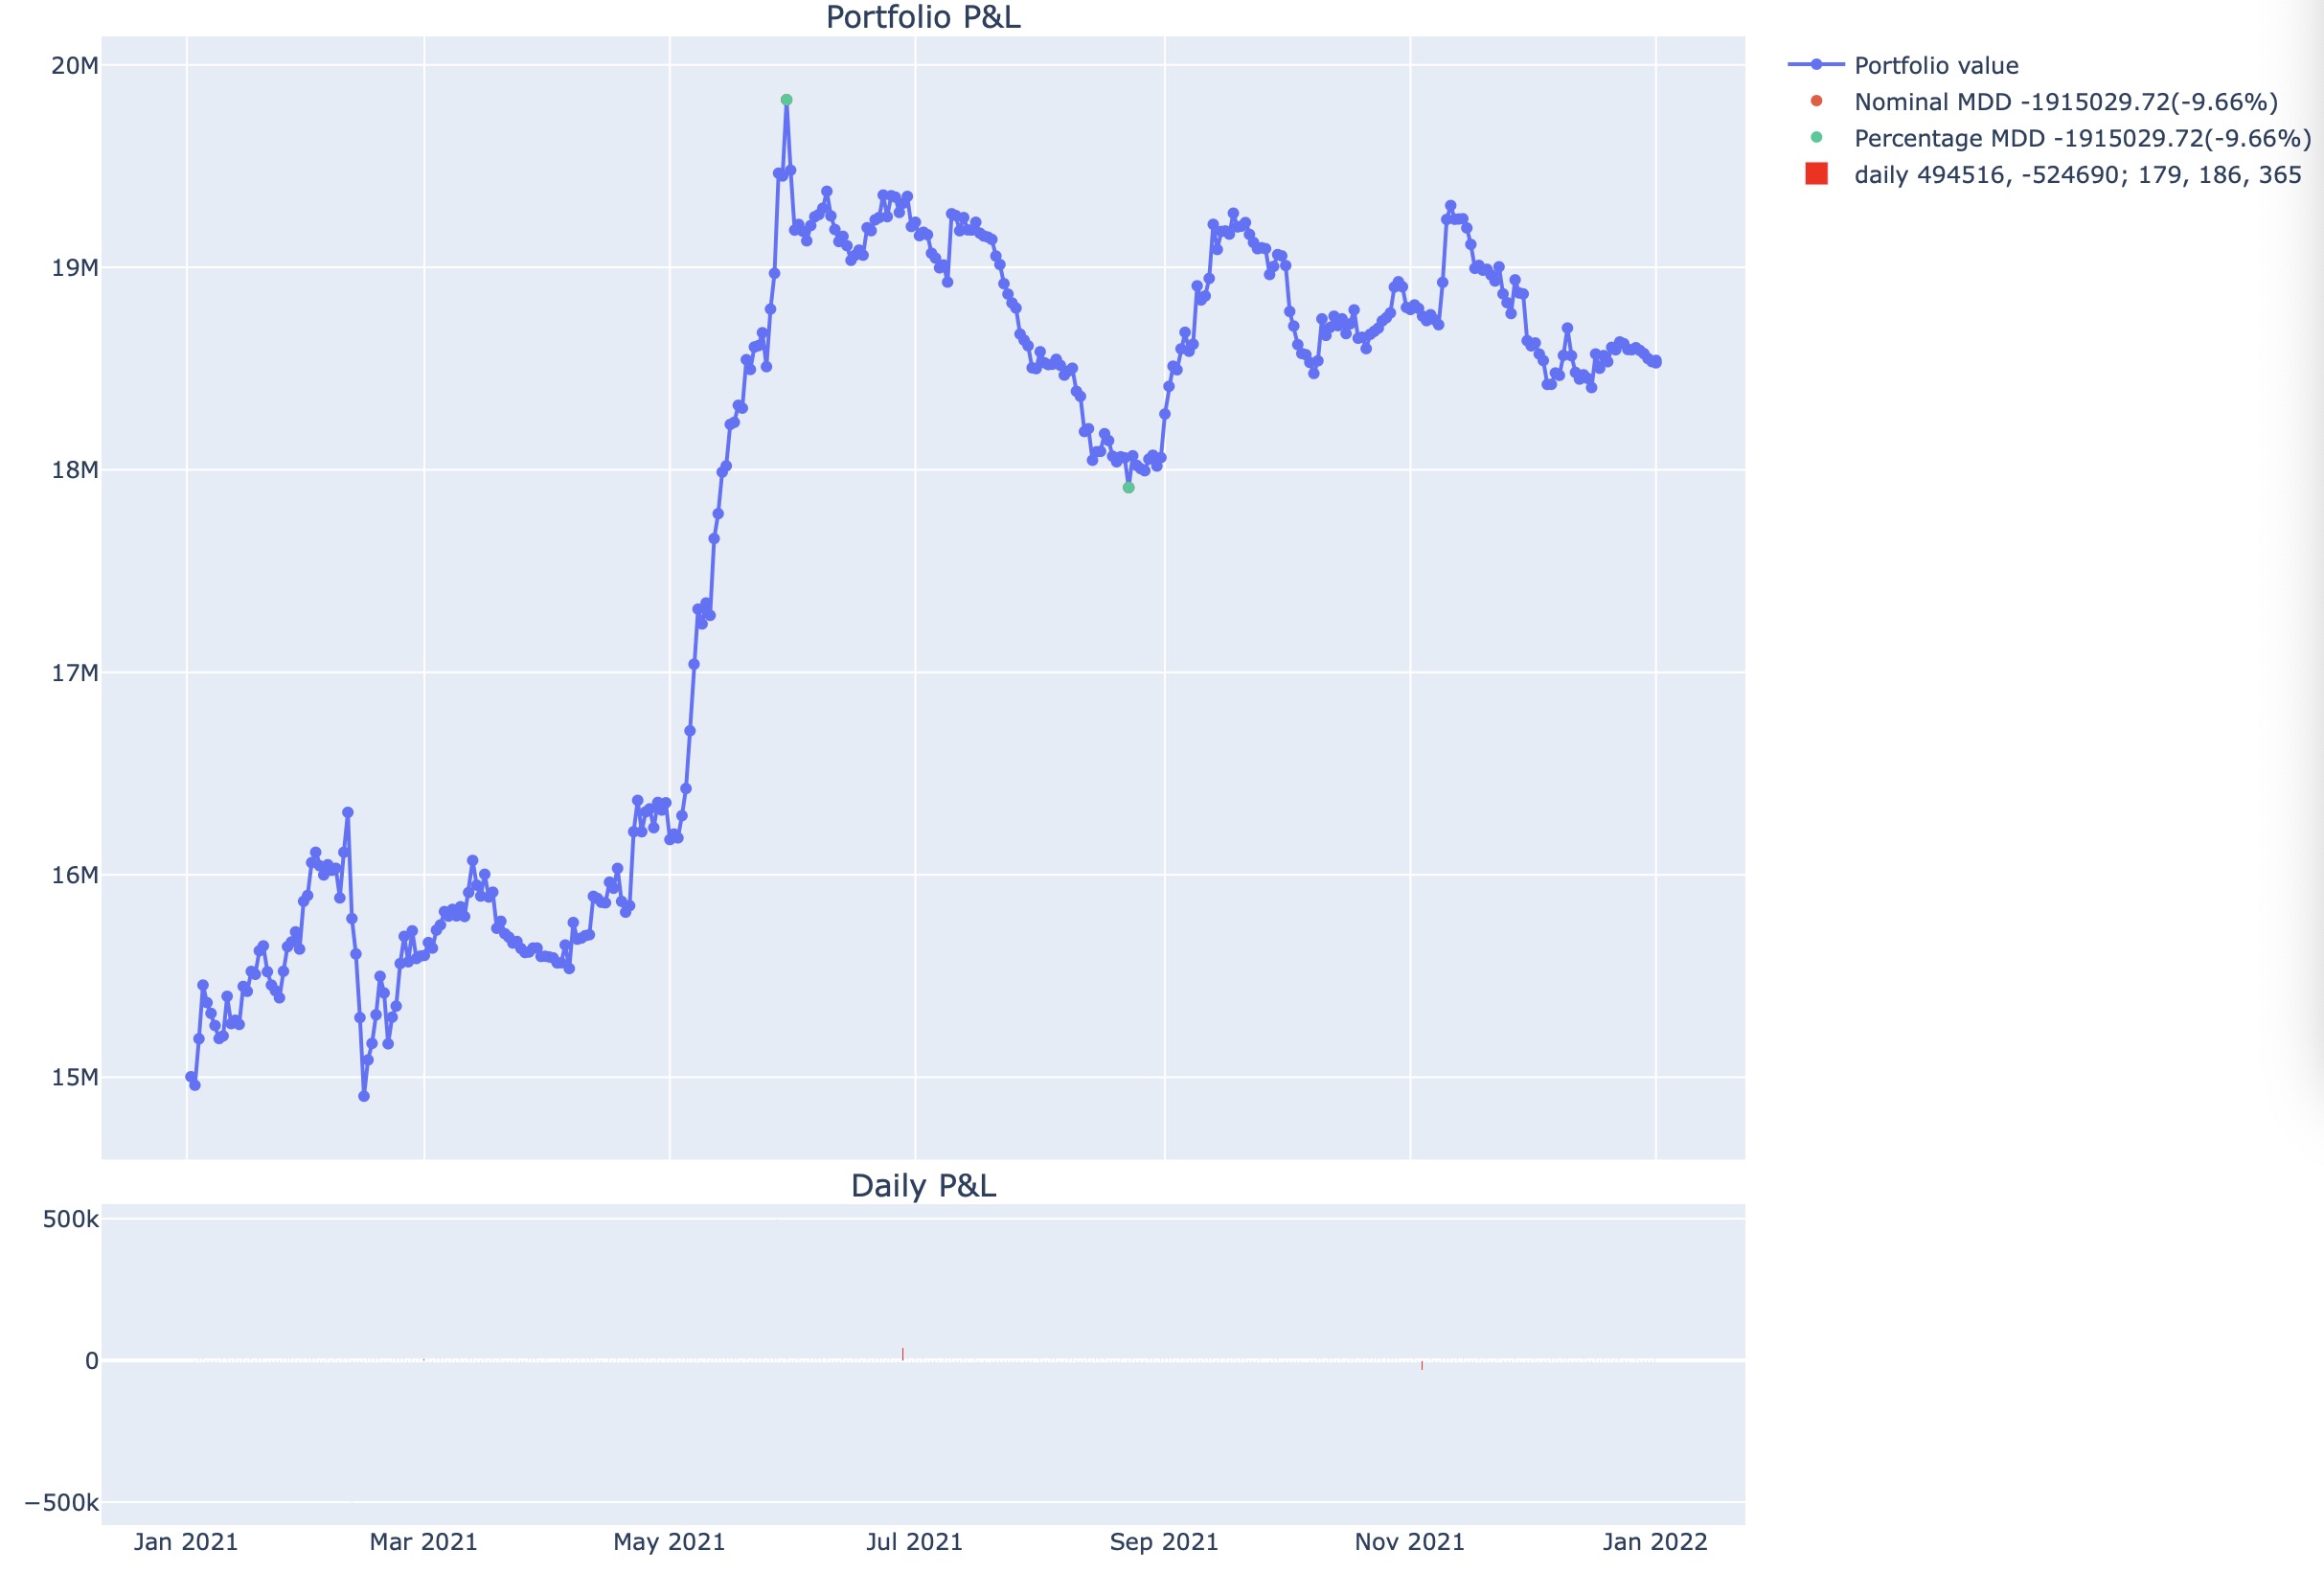 Portfolio P&L
20M
19M
18M
17M
16M
15M
Portfolio value
Nominal MDD -1915029.72(-9.66%)
Percentage MDD -1915029.72(-9.66%)
daily 494516, -524690; 179, 186, 365
Daily P&L
500k
0
−500k
Jan 2021
Mar 2021
May 2021
Jul 2021
Sep 2021
Nov 2021
Jan 2022